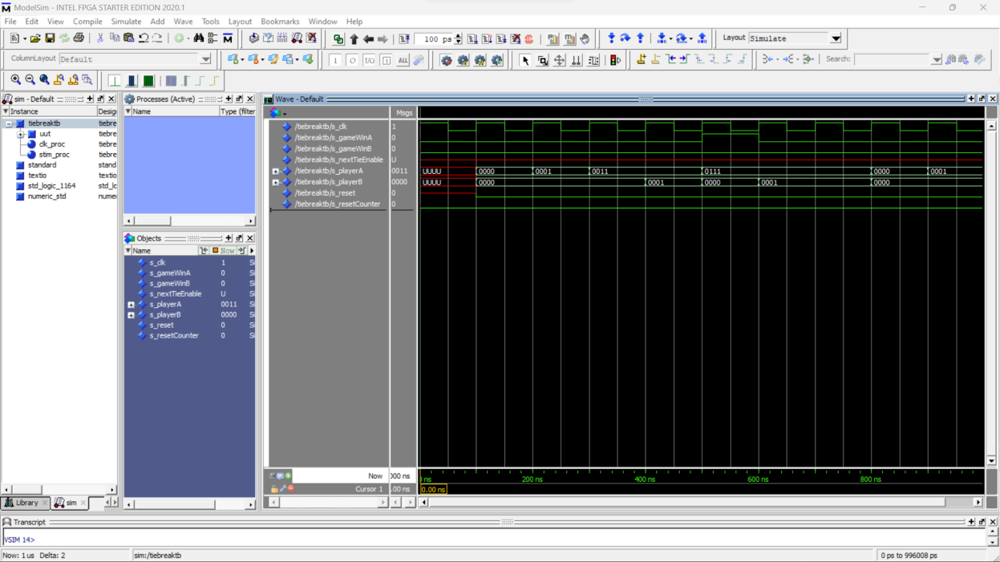 ModelSim - INTEL FPGA STARTER EDITION 2020.1
File Edit View Compile Simulate Add Wave Tools Layout Bookmarks Window Help
100 ps
Layout Simulate
ColumnLayout Default
ALL
Search:
sim - Default
Instance Design
tiebreaktb tiebre
uut tiebre
clk_proc tiebre
stim_proc tiebre
standard standa
textio textio
std_logic_1164 std_lo
numeric_std numer
Library
sim
Processes (Active)
Name Type (filter
Objects
Name Now
s_clk 1 Si
s_gameWinA 0 Si
s_gameWinB 0 Si
s_nextTieEnable U Si
s_playerA 0011 Si
s_playerB 0000 Si
s_reset 0 Si
s_resetCounter 0 Si
Wave - Default
Msgs
/tiebreaktb/s_clk 1
/tiebreaktb/s_gameWinA 0
/tiebreaktb/s_gameWinB 0
/tiebreaktb/s_nextTieEnable U
/tiebreaktb/s_playerA 0011 UUUU 0000 0001 0011 0111 0000 0001
/tiebreaktb/s_playerB 0000 UUUU 0000 0001 0000 0001 0000
/tiebreaktb/s_reset 0
/tiebreaktb/s_resetCounter 0
Now 000 ns ns 200 ns 400 ns 600 ns 800 ns
Cursor 1 .00 ns 0.00 ns
Transcript
VSIM 14>
Now: 1 us Delta: 2 sim:/tiebreaktb 0 ps to 996008 ps